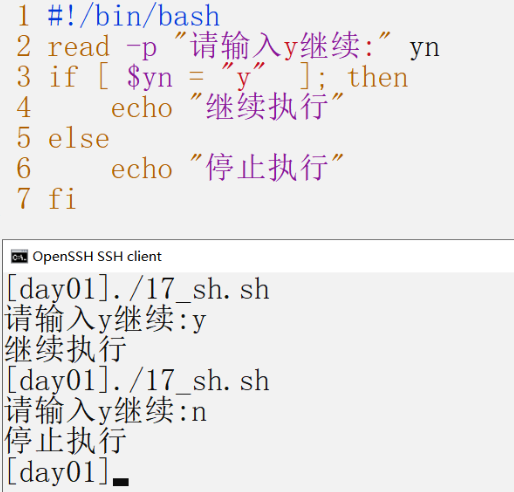 1 #!/bin/bash
2 read -p "请输入y继续:" yn
3 if [ $yn = "y"  ]; then
4     echo "继续执行"
5 else
6     echo "停止执行"
7 fi
OpenSSH SSH client
[day01]./17_sh.sh
请输入y继续:y
继续执行
[day01]./17_sh.sh
请输入y继续:n
停止执行
[day01]